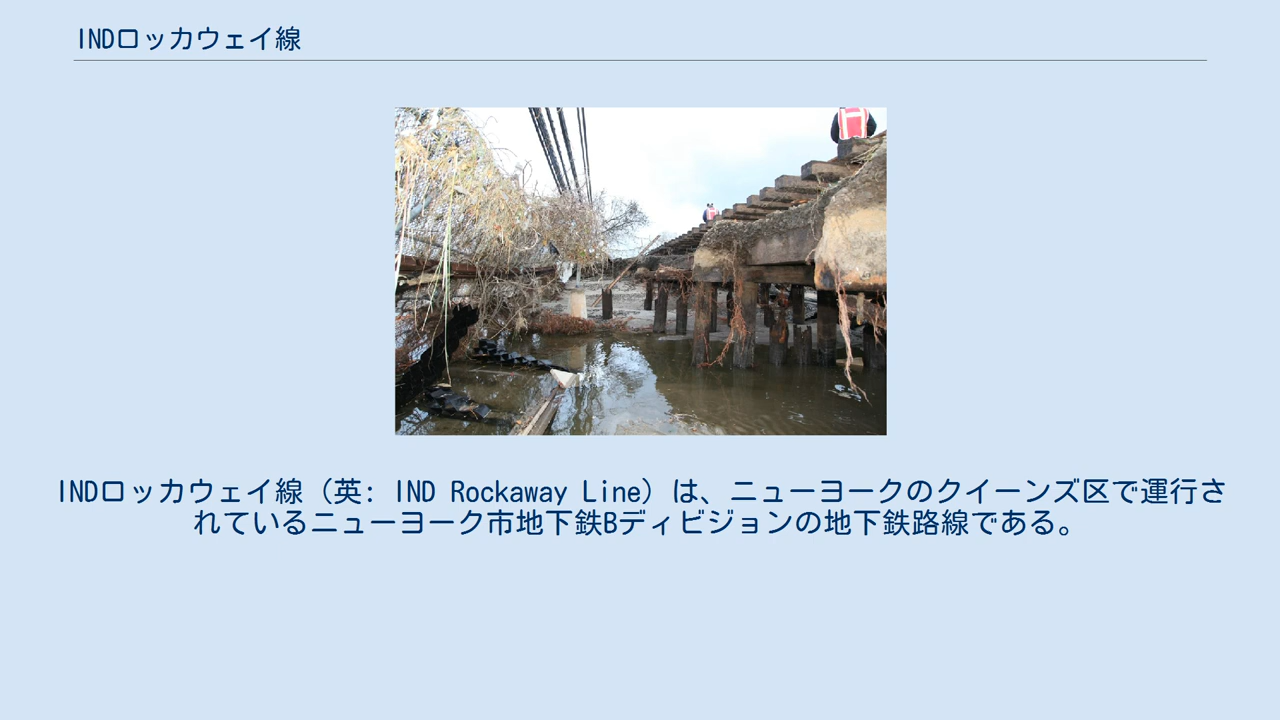 INDロッカウェイ線
INDロッカウェイ線（英: IND Rockaway Line）は、ニューヨークのクイーンズ区で運行さ
れているニューヨーク市地下鉄Bディビジョンの地下鉄路線である。